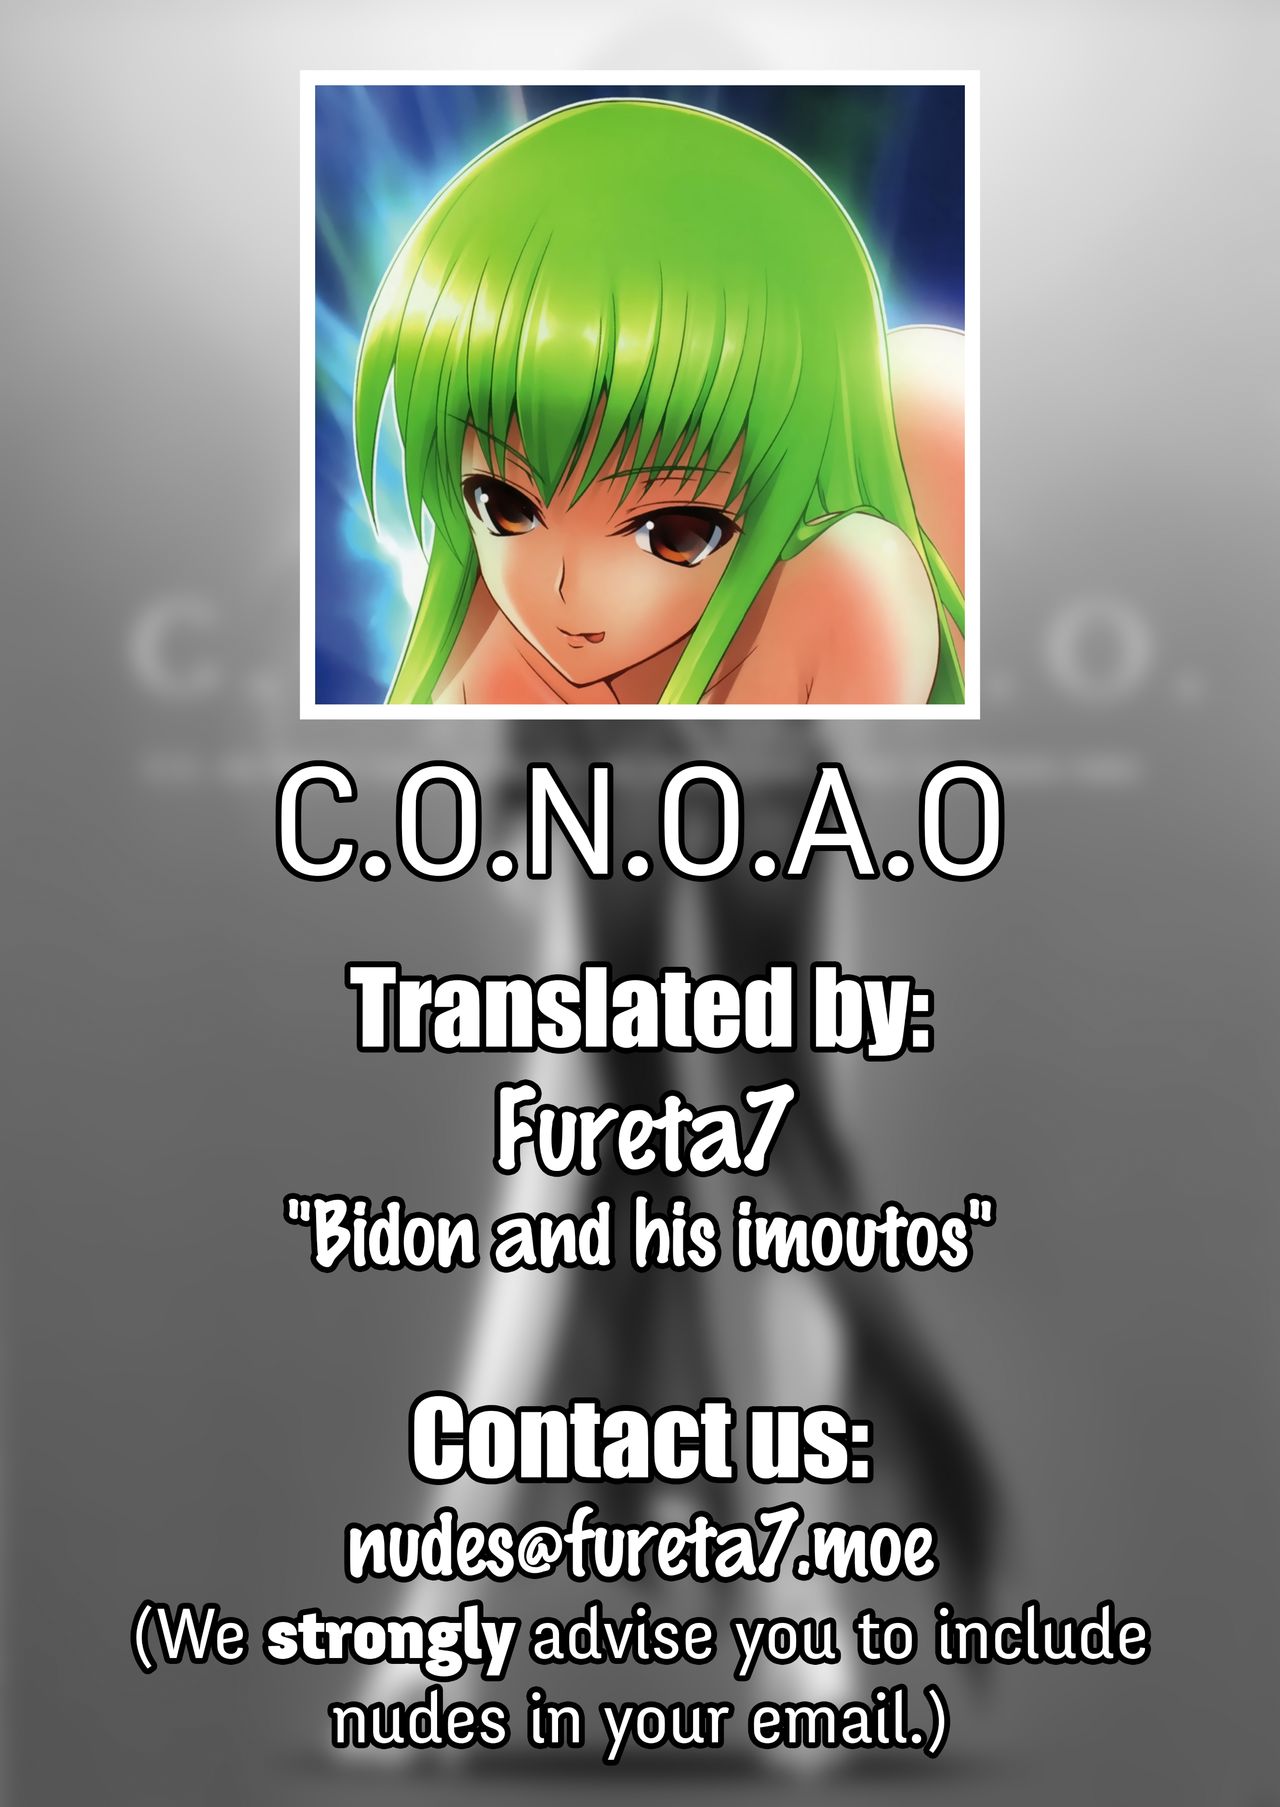 C.O.N.O.A.O
Translated by:
Fureta7
"Bidon and his imoutos"
Contact us:
nudes@fureta7.moe
(We strongly advise you to include
nudes in your email.)